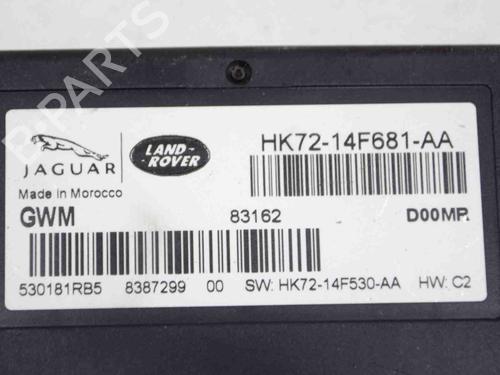 B-PARTS
JAGUAR
LAND-
ROVER
HK72-14F681-AA
Made in Morocco
GWM
83162
D00MP.
530181RB5 8387299 00 SW: HK72-14F530-AA HW: C2